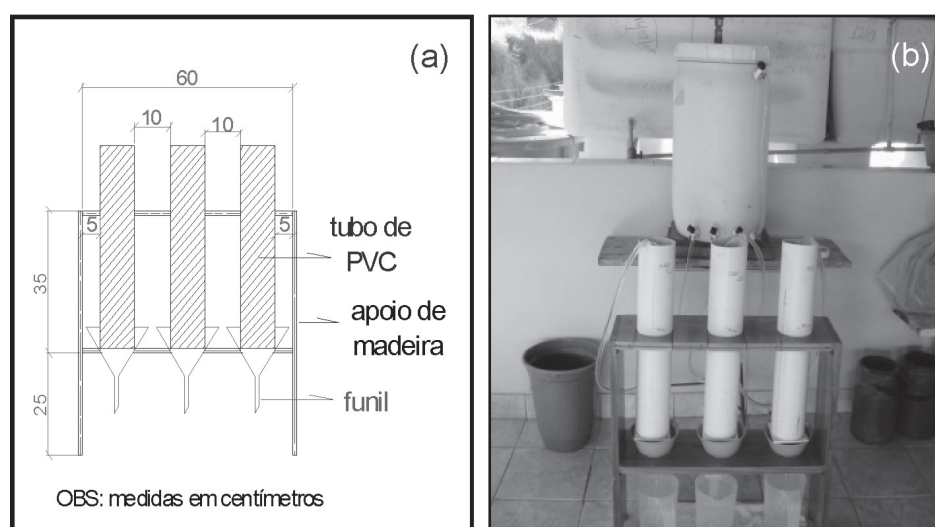 (a)
60
10
10
5
5
tubo de
PVC
35
apoio de
madeira
25
funil
OBS: medidas em centímetros
(b)